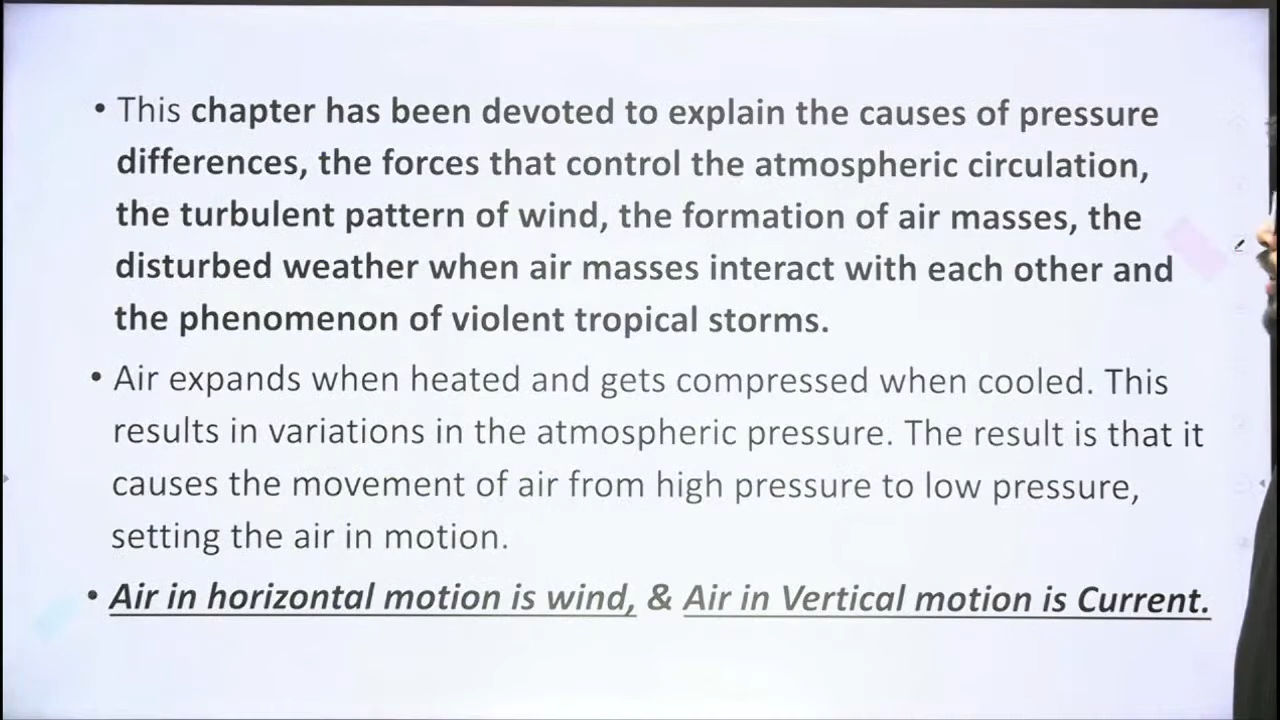 • This chapter has been devoted to explain the causes of pressure
differences, the forces that control the atmospheric circulation,
the turbulent pattern of wind, the formation of air masses, the
disturbed weather when air masses interact with each other and
the phenomenon of violent tropical storms.
• Air expands when heated and gets compressed when cooled. This
results in variations in the atmospheric pressure. The result is that it
causes the movement of air from high pressure to low pressure,
setting the air in motion.
• Air in horizontal motion is wind, & Air in Vertical motion is Current.